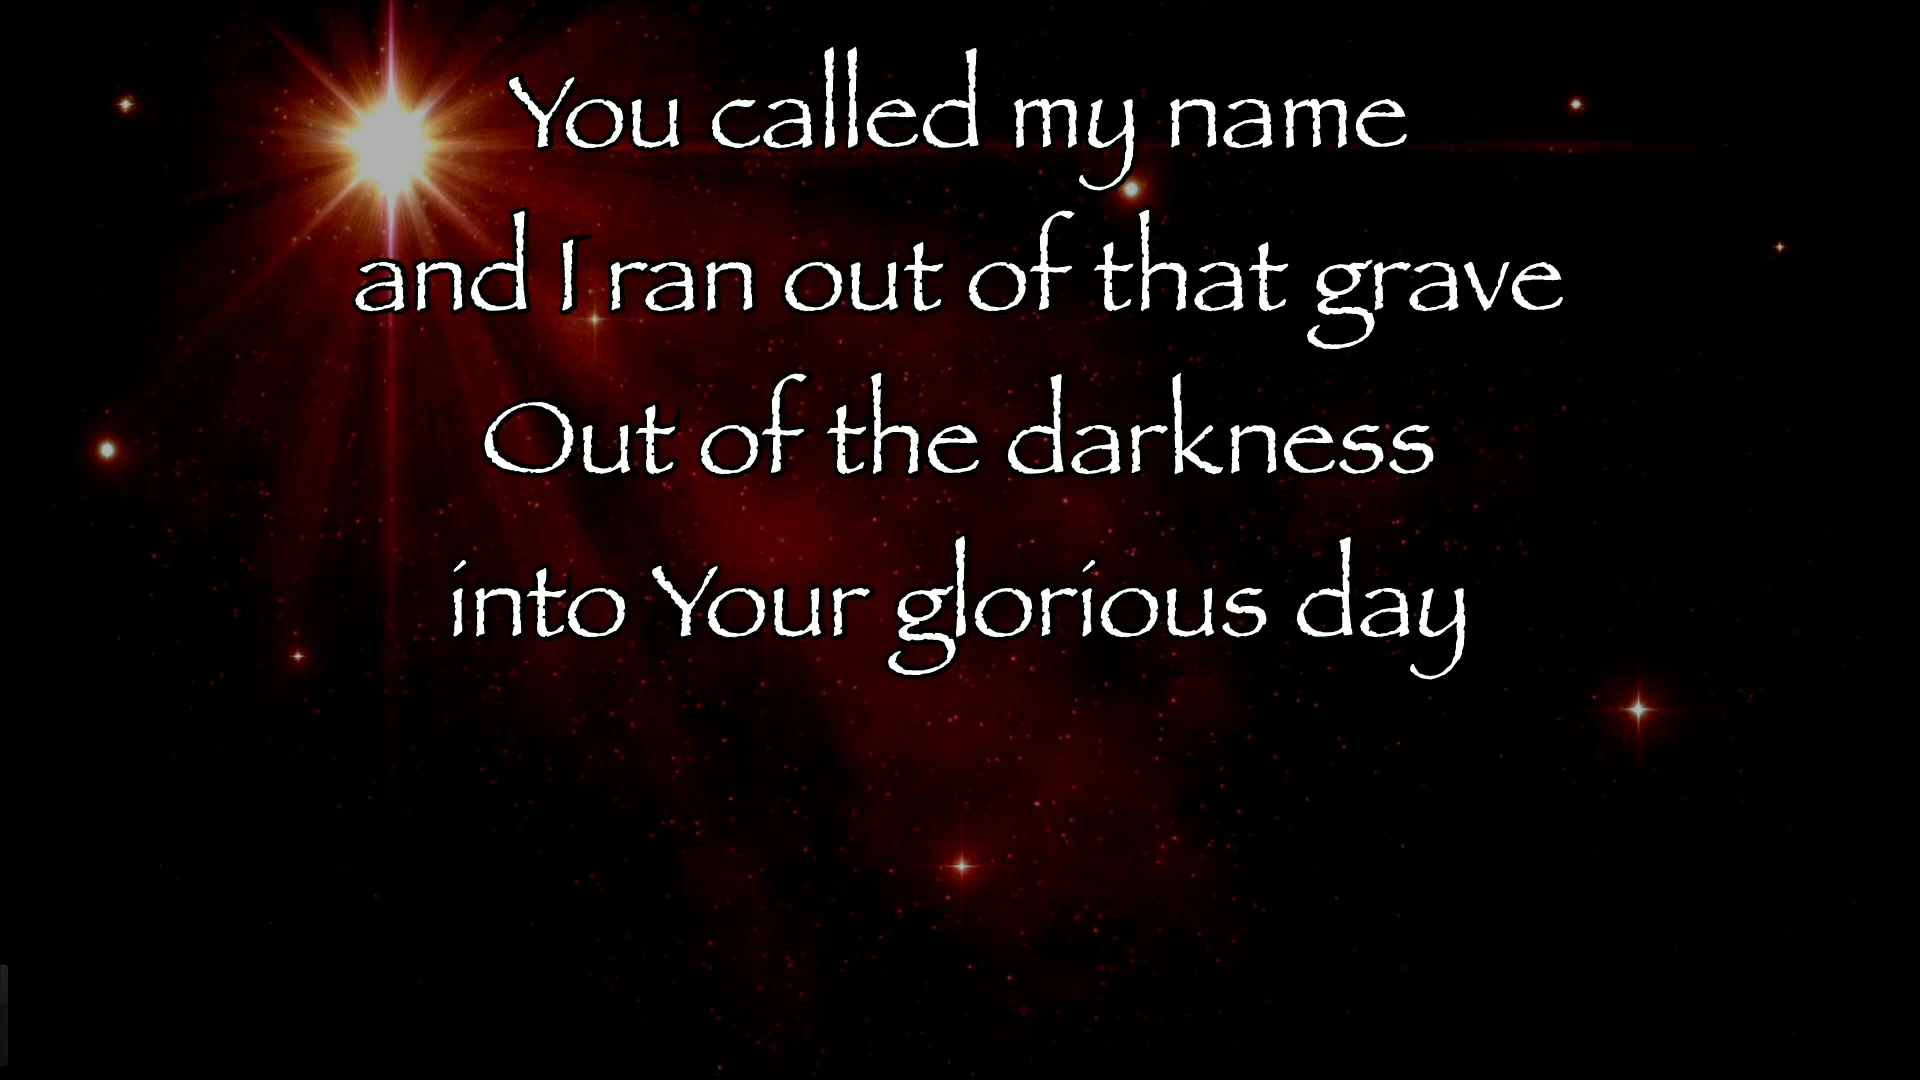 You called my name
and I ran out of that grave
Out of the darkness
into Your glorious day